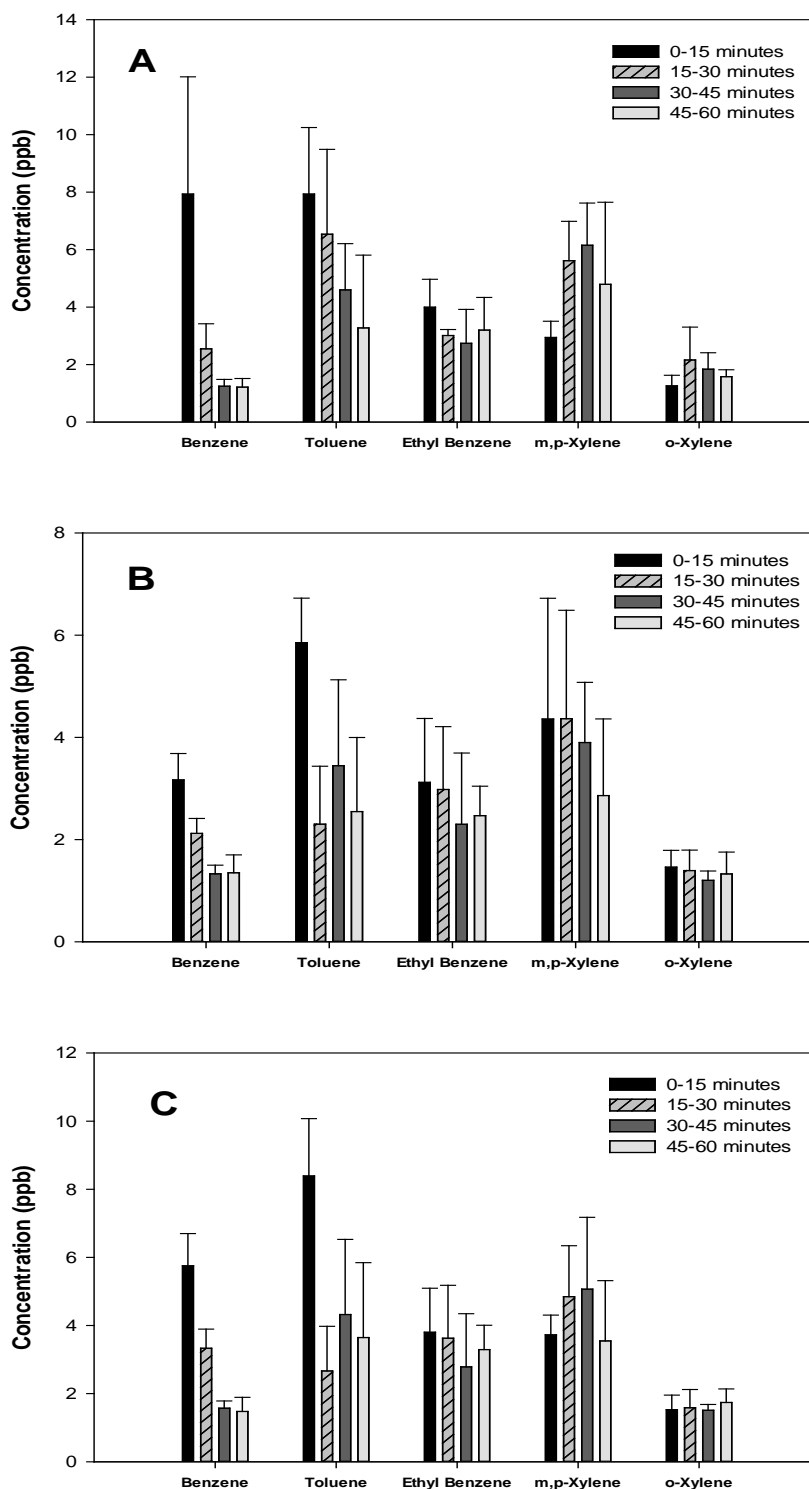 A
0-15 minutes
15-30 minutes
30-45 minutes
45-60 minutes
Concentration (ppb)
14
12
10
8
6
4
2
0
Benzene Toluene Ethyl Benzene m,p-Xylene o-Xylene
B
0-15 minutes
15-30 minutes
30-45 minutes
45-60 minutes
Concentration (ppb)
8
6
4
2
0
Benzene Toluene Ethyl Benzene m,p-Xylene o-Xylene
C
0-15 minutes
15-30 minutes
30-45 minutes
45-60 minutes
Concentration (ppb)
12
10
8
6
4
2
0
Benzene Toluene Ethyl Benzene m,p-Xylene o-Xylene